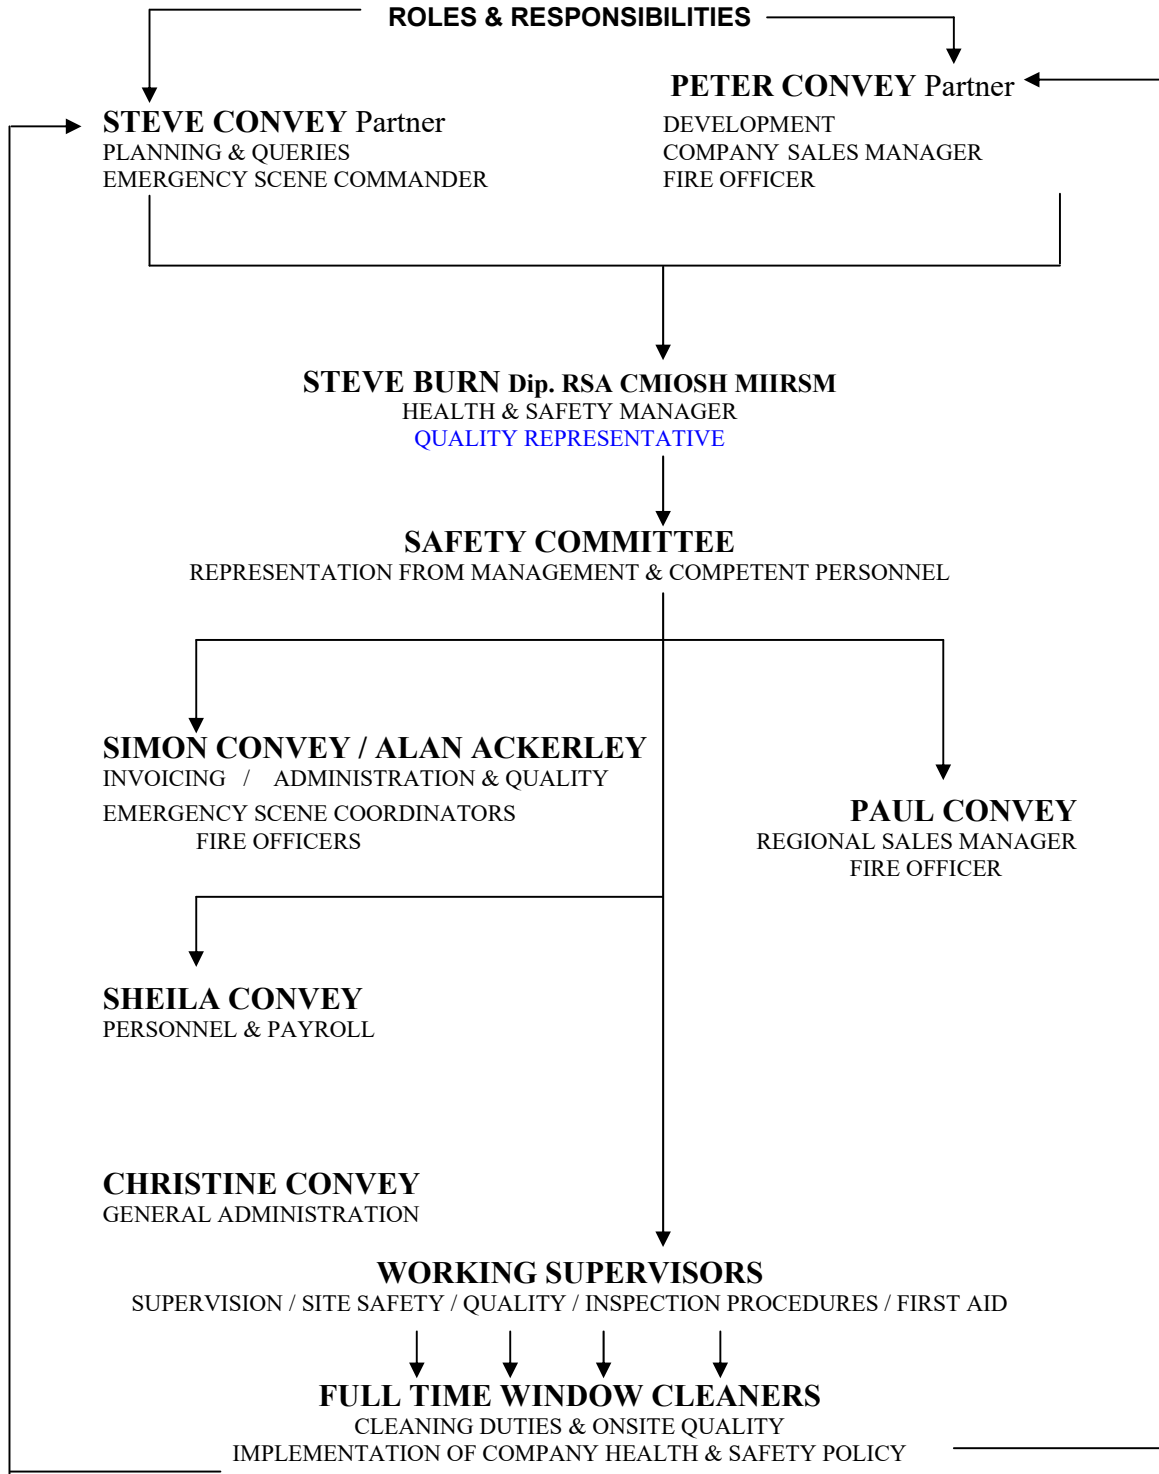 ROLES & RESPONSIBILITIES
PETER CONVEY Partner
DEVELOPMENT
COMPANY SALES MANAGER
FIRE OFFICER
STEVE CONVEY Partner
PLANNING & QUERIES
EMERGENCY SCENE COMMANDER
STEVE BURN Dip. RSA CMIOSH MIIRSM
HEALTH & SAFETY MANAGER
QUALITY REPRESENTATIVE
SAFETY COMMITTEE
REPRESENTATION FROM MANAGEMENT & COMPETENT PERSONNEL
SIMON CONVEY / ALAN ACKERLEY
INVOICING / ADMINISTRATION & QUALITY
EMERGENCY SCENE COORDINATORS
FIRE OFFICERS
PAUL CONVEY
REGIONAL SALES MANAGER
FIRE OFFICER
SHEILA CONVEY
PERSONNEL & PAYROLL
CHRISTINE CONVEY
GENERAL ADMINISTRATION
WORKING SUPERVISORS
SUPERVISION / SITE SAFETY / QUALITY / INSPECTION PROCEDURES / FIRST AID
FULL TIME WINDOW CLEANERS
CLEANING DUTIES & ONSITE QUALITY
IMPLEMENTATION OF COMPANY HEALTH & SAFETY POLICY